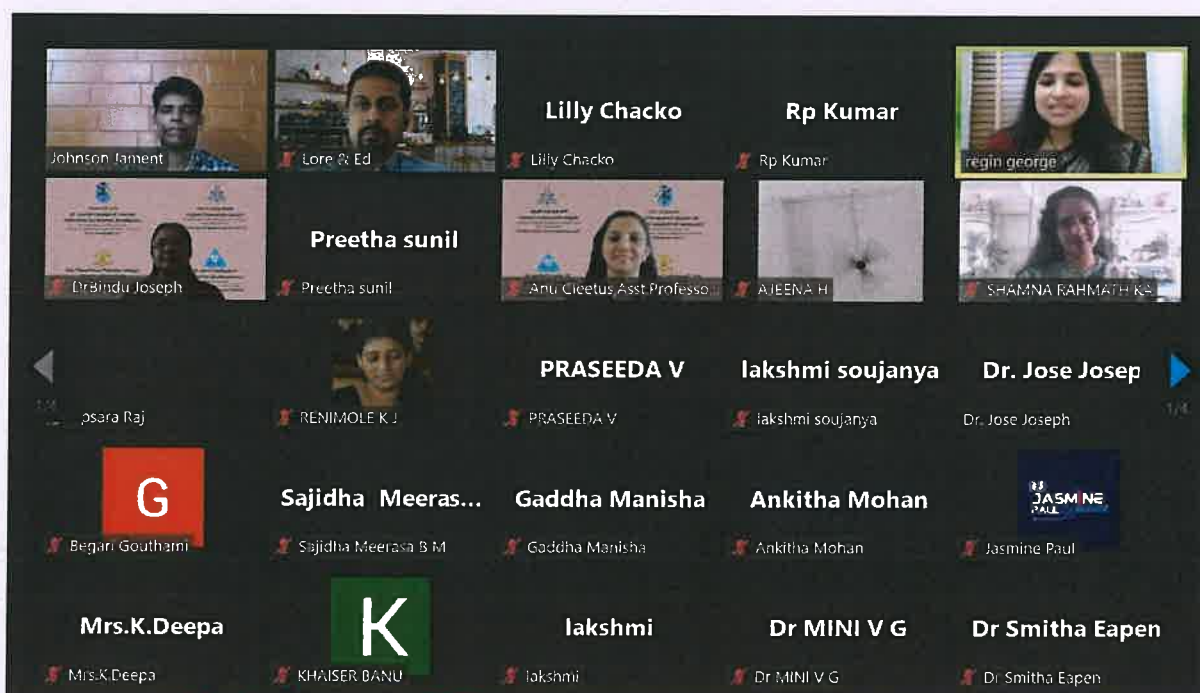 Johnson Jament
Lore & Ed
Lilly Chacko
Lilly Chacko
Rp Kumar
Rp Kumar
regin george
DrBindu Joseph
Preetha sunil
Preetha sunil
Anu Cleetus Asst.Professo...
AJEENA H
SHAMNA RAHMATH KA
psara Raj
RENIMOLE K J
PRASEEDA V
PRASEEDA V
lakshmi soujanya
lakshmi soujanya
Dr. Jose Josep
Dr. Jose Joseph
1/4
G
Begari Gouthami
Sajidha Meeras...
Sajidha Meerasa B M
Gaddha Manisha
Gaddha Manisha
Ankitha Mohan
Ankitha Mohan
JASMINE
PAUL
Jasmine Paul
Mrs.K.Deepa
Mrs.K.Deepa
K
KHAISER BANU
lakshmi
lakshmi
Dr MINI V G
Dr MINI V G
Dr Smitha Eapen
Dr Smitha Eapen